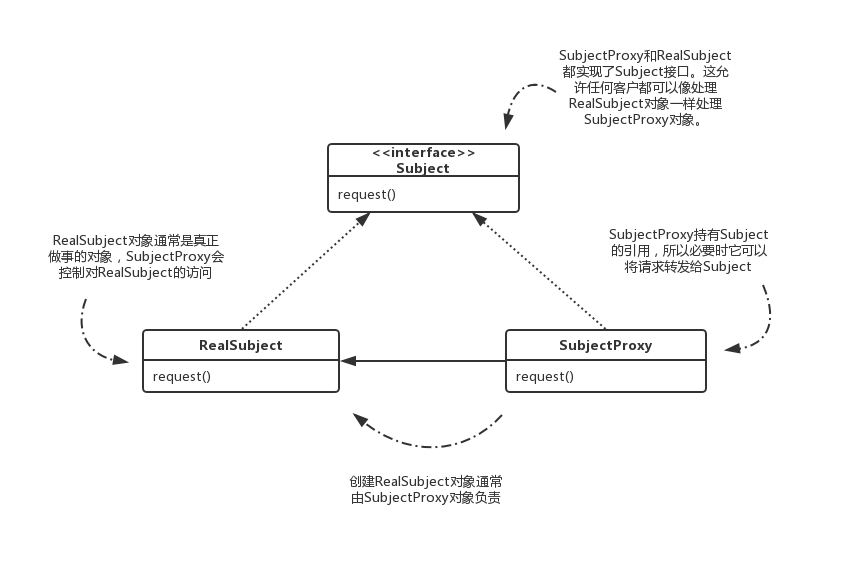 SubjectProxy和RealSubject
都实现了Subject接口。这允
许任何客户都可以像处理
RealSubject对象一样处理
SubjectProxy对象。
<<interface>>
Subject
request()
RealSubject对象通常是真正
做事的对象，SubjectProxy会
控制对RealSubject的访问
SubjectProxy持有Subject
的引用，所以必要时它可以
将请求转发给Subject
RealSubject
request()
SubjectProxy
request()
创建RealSubject对象通常
由SubjectProxy对象负责